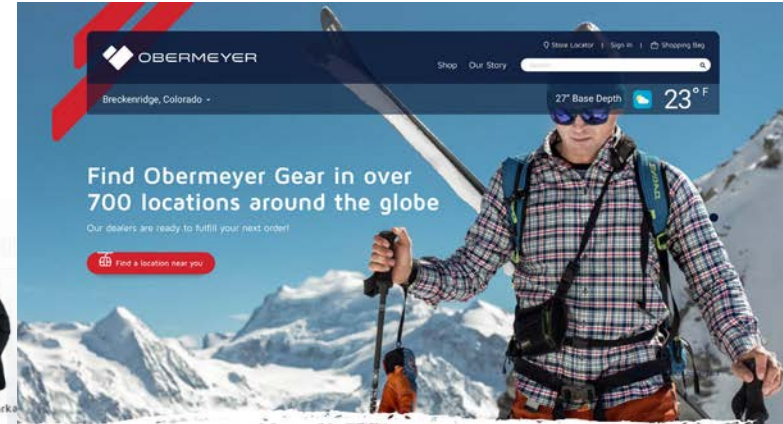 OBERMEYER
Store Locator | Sign in | Shopping Bag
Shop Our Story
Breckenridge, Colorado
27" Base Depth 23°F
Find Obermeyer Gear in over
700 locations around the globe
Our dealers are ready to fulfill your next order!
Find a location near you